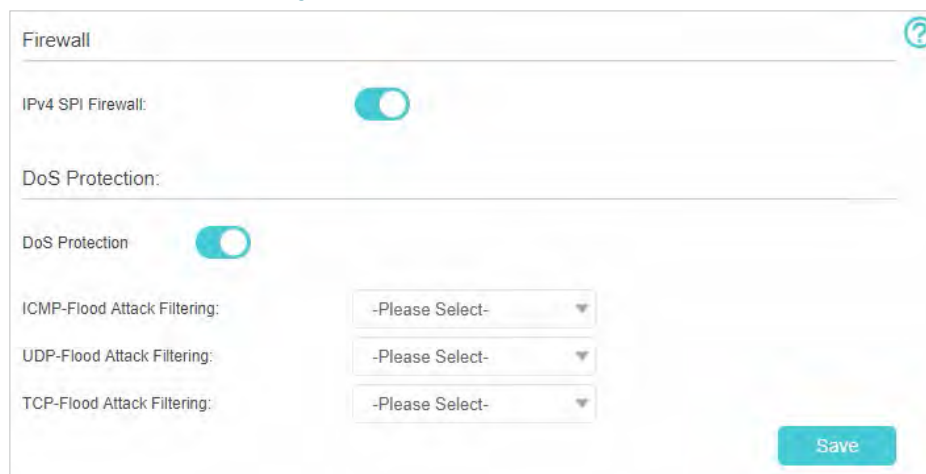 Firewall
?
IPv4 SPI Firewall:
DoS Protection:
DoS Protection
ICMP-Flood Attack Filtering: -Please Select-
UDP-Flood Attack Filtering: -Please Select-
TCP-Flood Attack Filtering: -Please Select-
Save